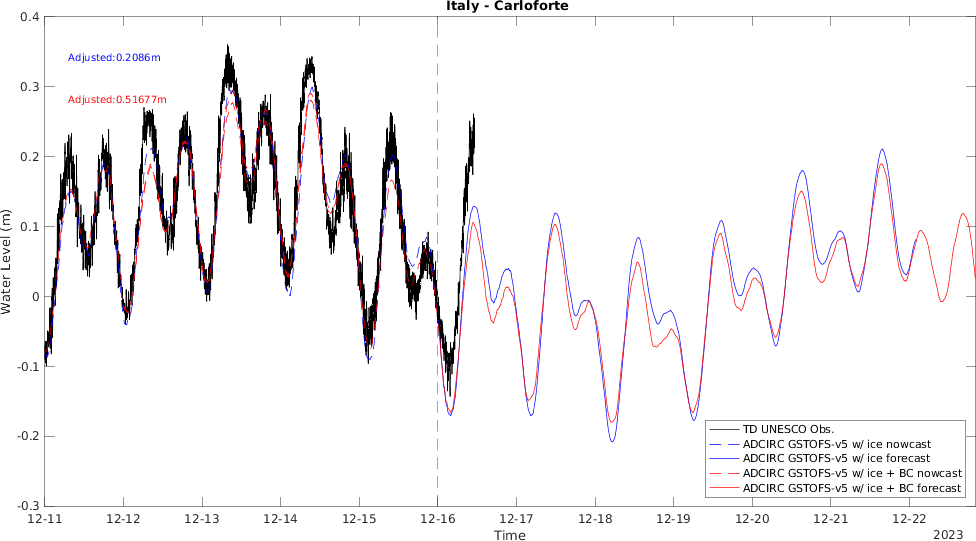 Italy - Carloforte
Water Level (m)
0.4
0.3
0.2
0.1
0
-0.1
-0.2
-0.3
Adjusted:0.2086m
Adjusted:0.51677m
TD UNESCO Obs.
ADCIRC GSTOFS-v5 w/ ice nowcast
ADCIRC GSTOFS-v5 w/ ice forecast
ADCIRC GSTOFS-v5 w/ ice + BC nowcast
ADCIRC GSTOFS-v5 w/ ice + BC forecast
12-11 12-12 12-13 12-14 12-15 12-16 12-17 12-18 12-19 12-20 12-21 12-22
Time
2023